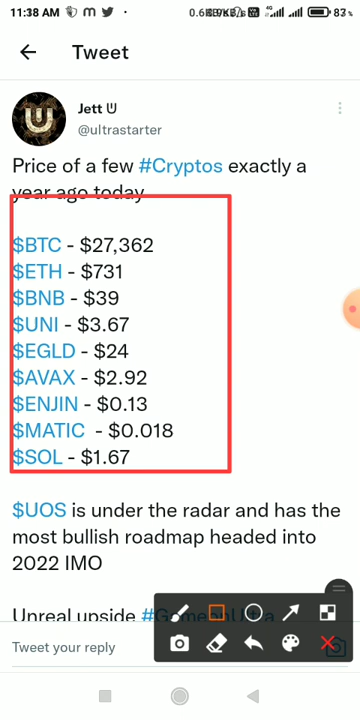 11:38 AM
83%
Tweet
Jett
@ultrastarter
Price of a few #Cryptos exactly a
year ago today
$BTC - $27,362
$ETH - $731
$BNB - $39
$UNI - $3.67
$EGLD - $24
$AVAX - $2.92
$ENJIN - $0.13
$MATIC - $0.018
$SOL - $1.67
$UOS is under the radar and has the
most bullish roadmap headed into
2022 IMO
Unreal upside
Tweet your reply